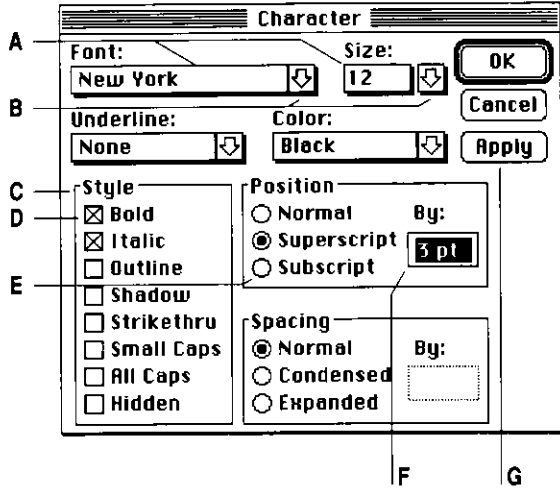 Character
A
Font:
Size:
New York
12
OK
B
Cancel
Underline:
Color:
None
Black
Apply
C
Style
Position
D
Bold
Normal
By:
Italic
Superscript
3 pt
E
Outline
Subscript
Shadow
Strikethru
Spacing
Small Caps
Normal
By:
All Caps
Condensed
Hidden
Expanded
F
G